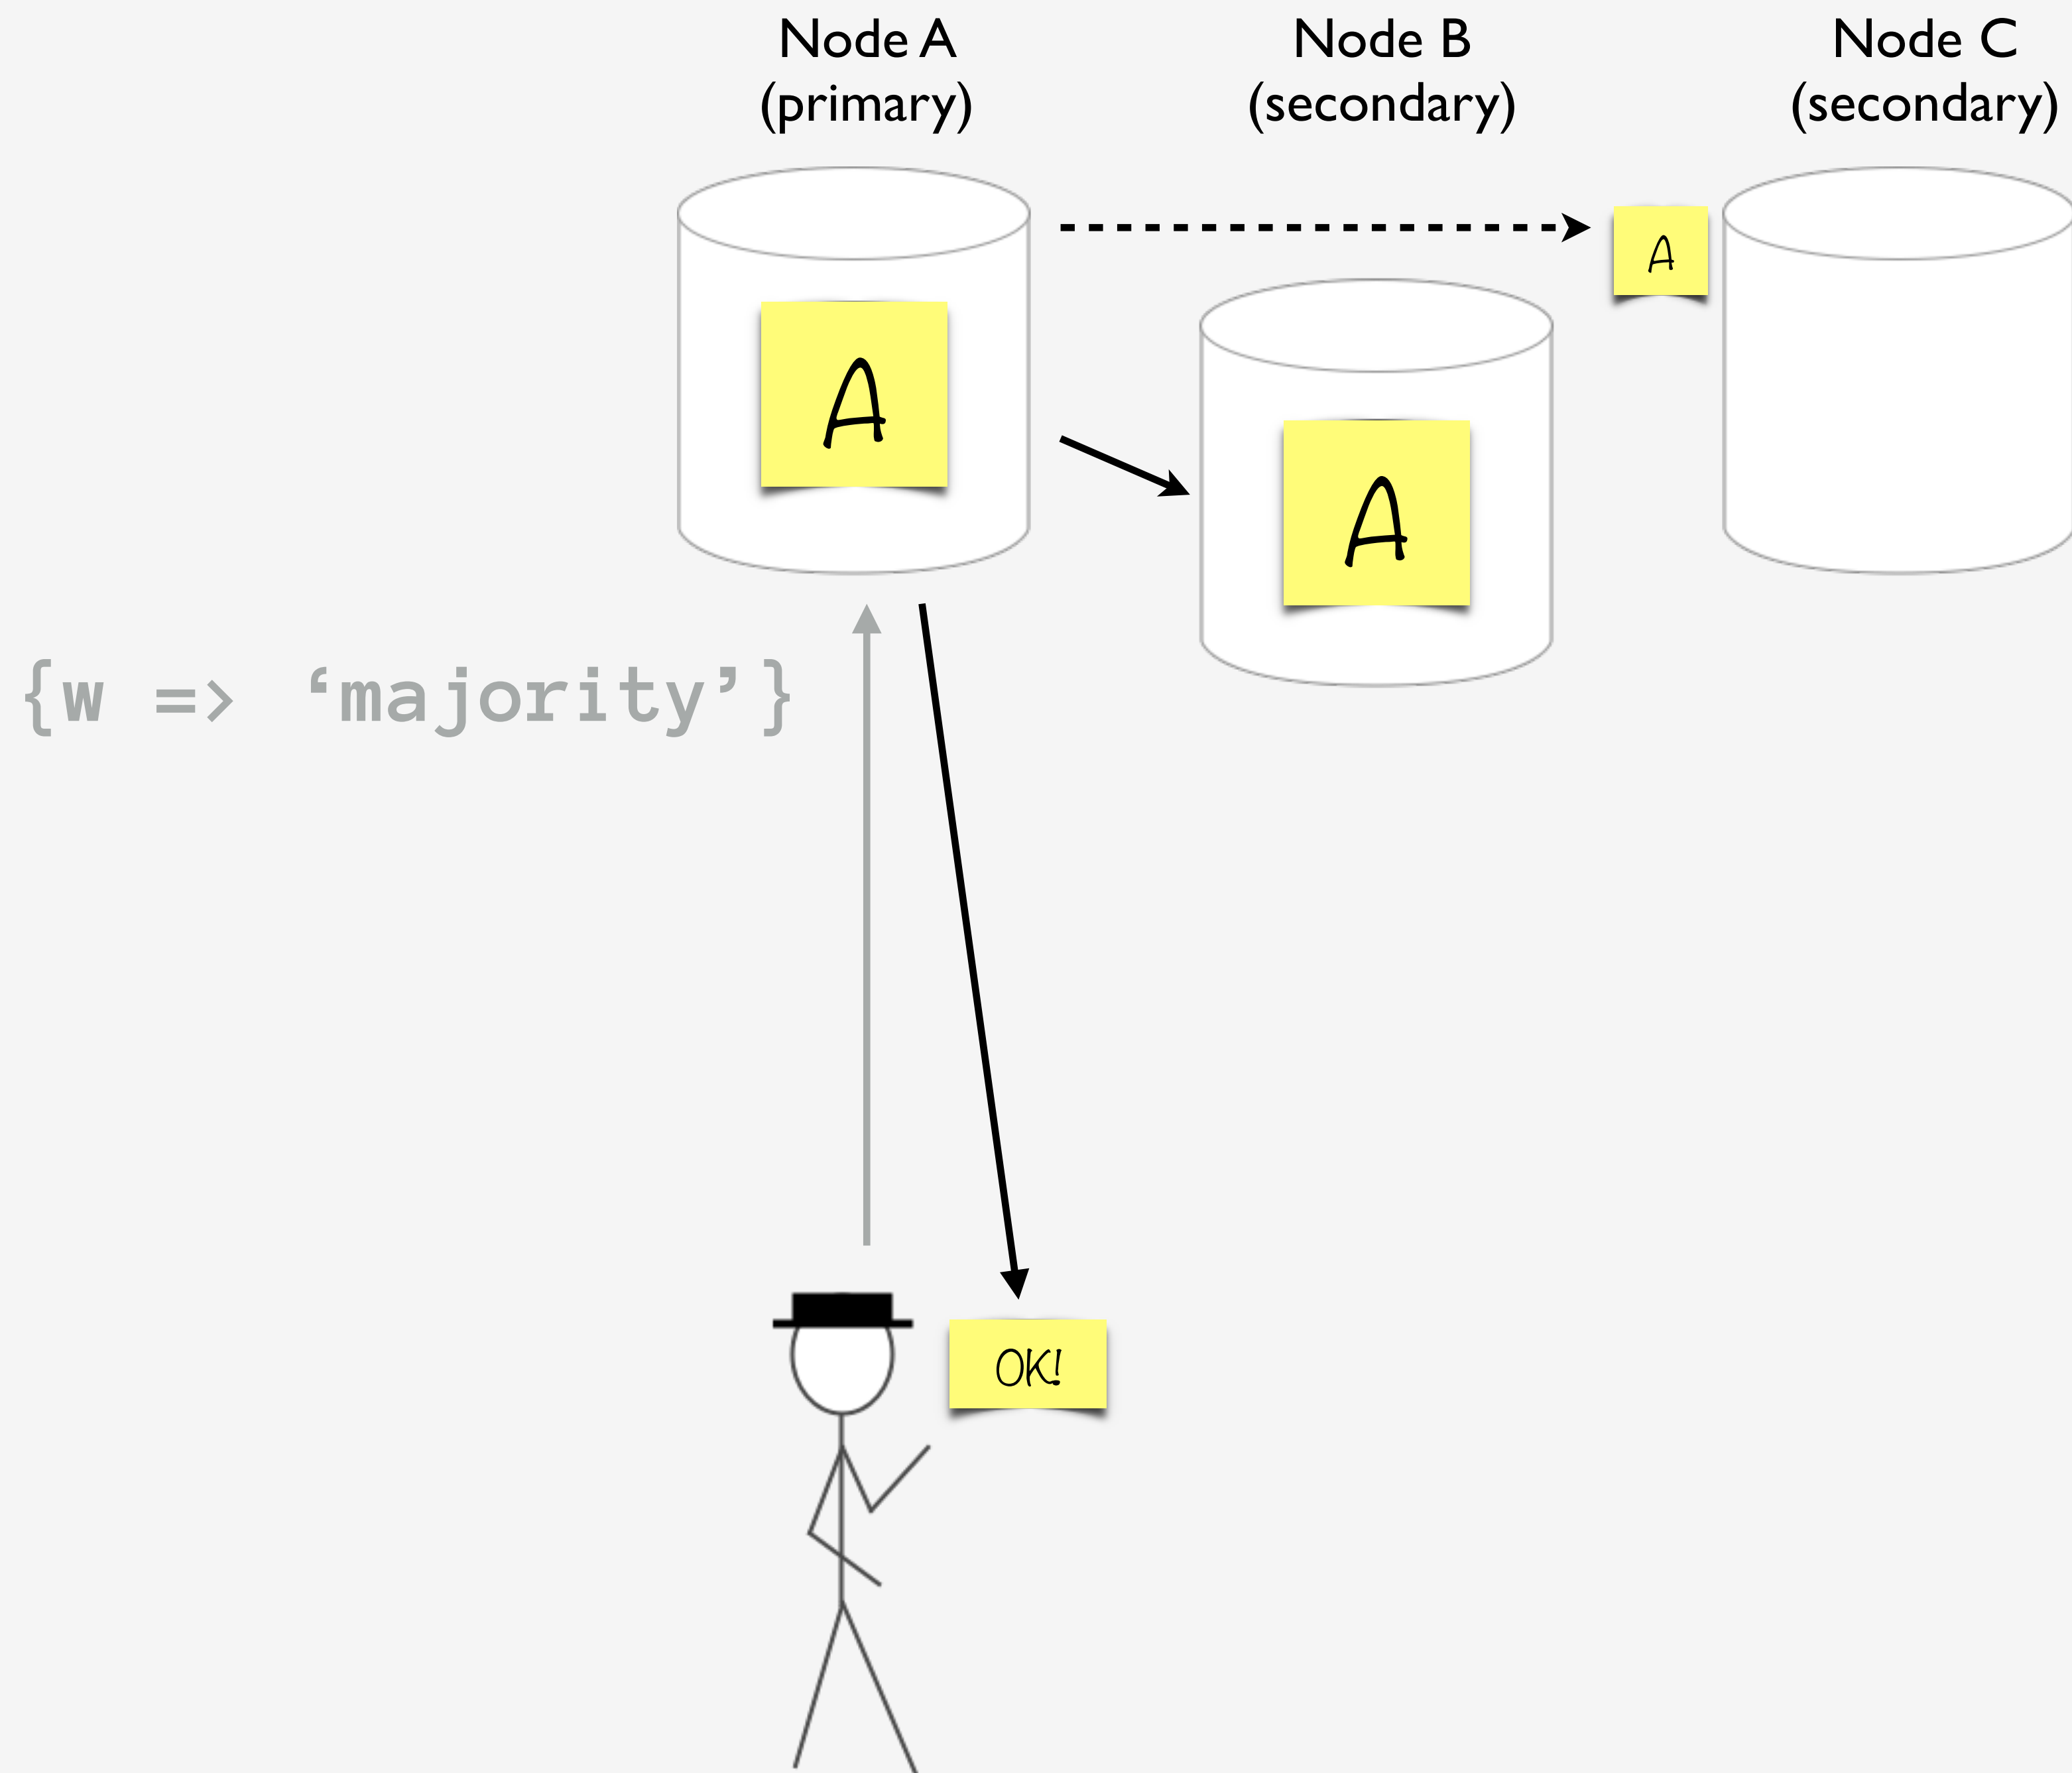 Node A
(primary)
Node B
(secondary)
Node C
(secondary)
A
A
A
{w => ‘majority’}
OK!